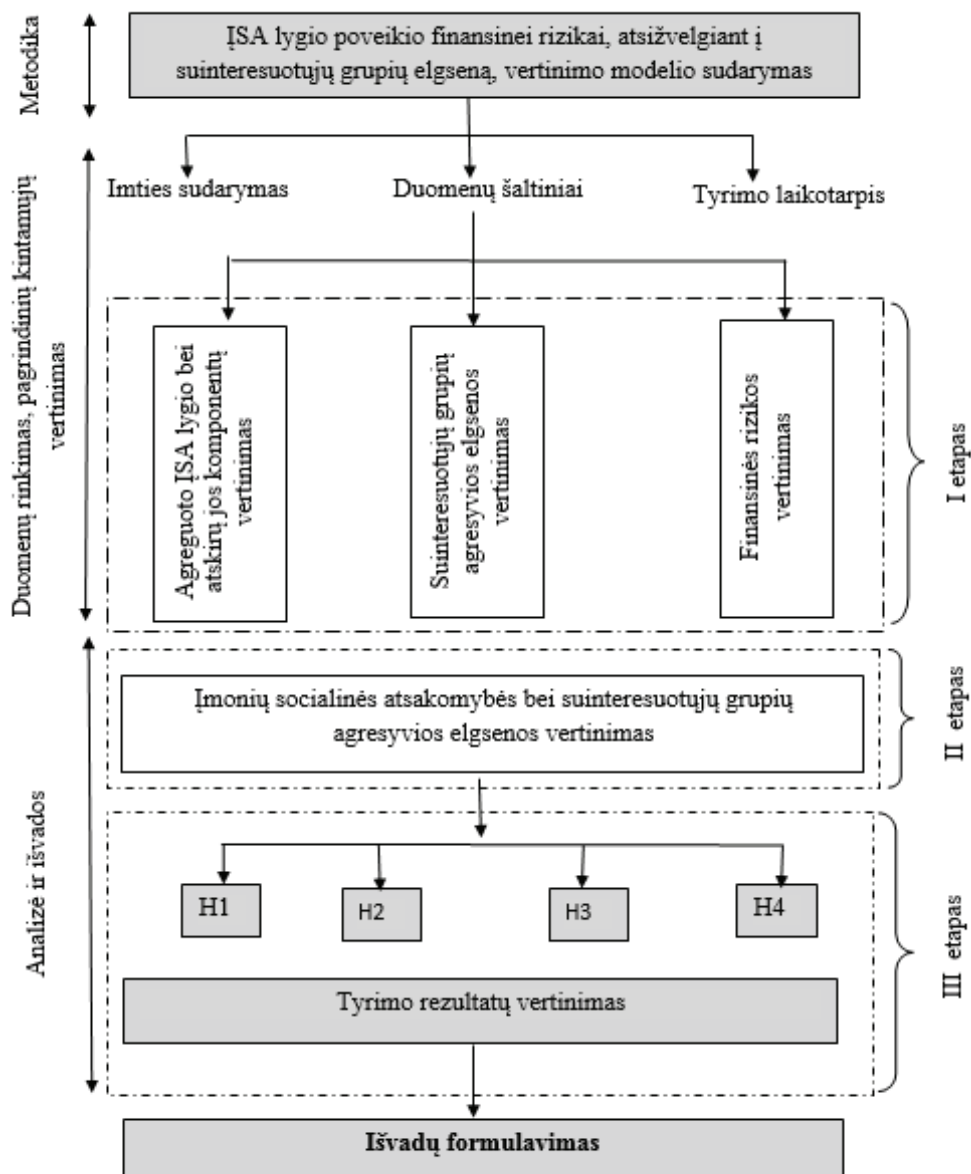 Metodika
ĮSA lygio poveikio finansinei rizikai, atsižvelgiant į
suinteresuotųjų grupių elgseną, vertinimo modelio sudarymas
Duomenų rinkimas, pagrindinių kintamųjų
vertinimas
Imties sudarymas
Duomenų šaltiniai
Tyrimo laikotarpis
Agreguoto ĮSA lygio bei
atskirų jos komponentų
vertinimas
Suinteresuotųjų grupių
agresyvios elgsenos
vertinimas
Finansinės rizikos
vertinimas
I etapas
Įmonių socialinės atsakomybės bei suinteresuotųjų grupių
agresyvios elgsenos vertinimas
II etapas
Analizė ir išvados
H1
H2
H3
H4
Tyrimo rezultatų vertinimas
III etapas
Išvadų formulavimas